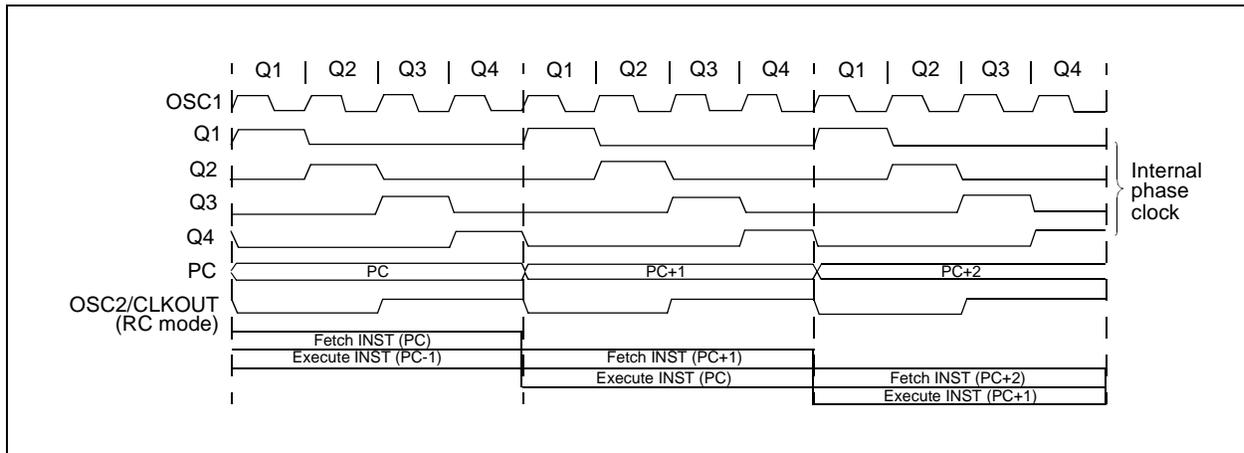 Q1 Q2 Q3 Q4 Q1 Q2 Q3 Q4 Q1 Q2 Q3 Q4
OSC1
Q1
Q2
Q3
Q4
Internal
phase
clock
PC PC PC+1 PC+2
OSC2/CLKOUT
(RC mode)
Fetch INST (PC)
Execute INST (PC-1) Fetch INST (PC+1)
Execute INST (PC) Fetch INST (PC+2)
Execute INST (PC+1)